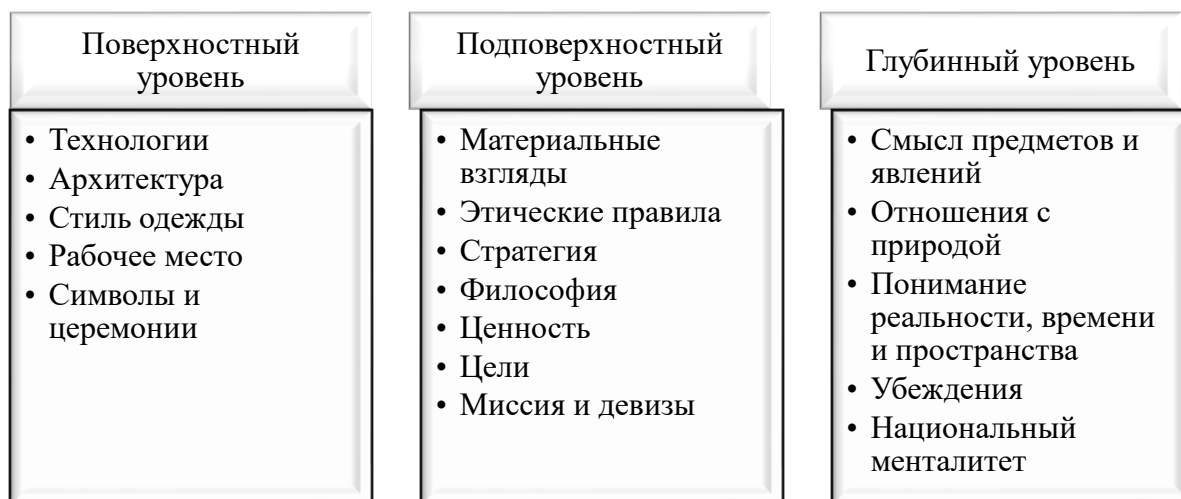 Поверхностный
уровень
• Технологии
• Архитектура
• Стиль одежды
• Рабочее место
• Символы и
церемонии
Подповерхностный
уровень
• Материальные
взгляды
• Этические правила
• Стратегия
• Философия
• Ценность
• Цели
• Миссия и девизы
Глубинный уровень
• Смысл предметов и
явлений
• Отношения с
природой
• Понимание
реальности, времени
и пространства
• Убеждения
• Национальный
менталитет